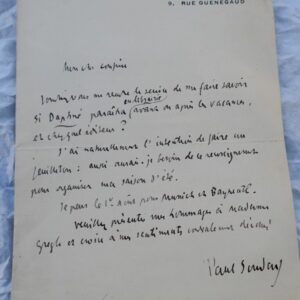 9, RUE GUÉNÉGAUD
Mon cher confrère
Voudriez vous me rendre le service de me faire savoir
en librairie
si Daphné paraîtra avant ou après les vacances,
et chez quel éditeur ?
J'ai naturellement l'intention de faire un
feuilleton : aussi aurais-je besoin de ce renseignement
pour organiser ma saison d'été.
Je pars le 1er août pour Munich et Bayreuth.
Veuillez présenter mes hommages à Madame
Gregh et croire à mes sentiments cordialement dévoués
Paul Souday